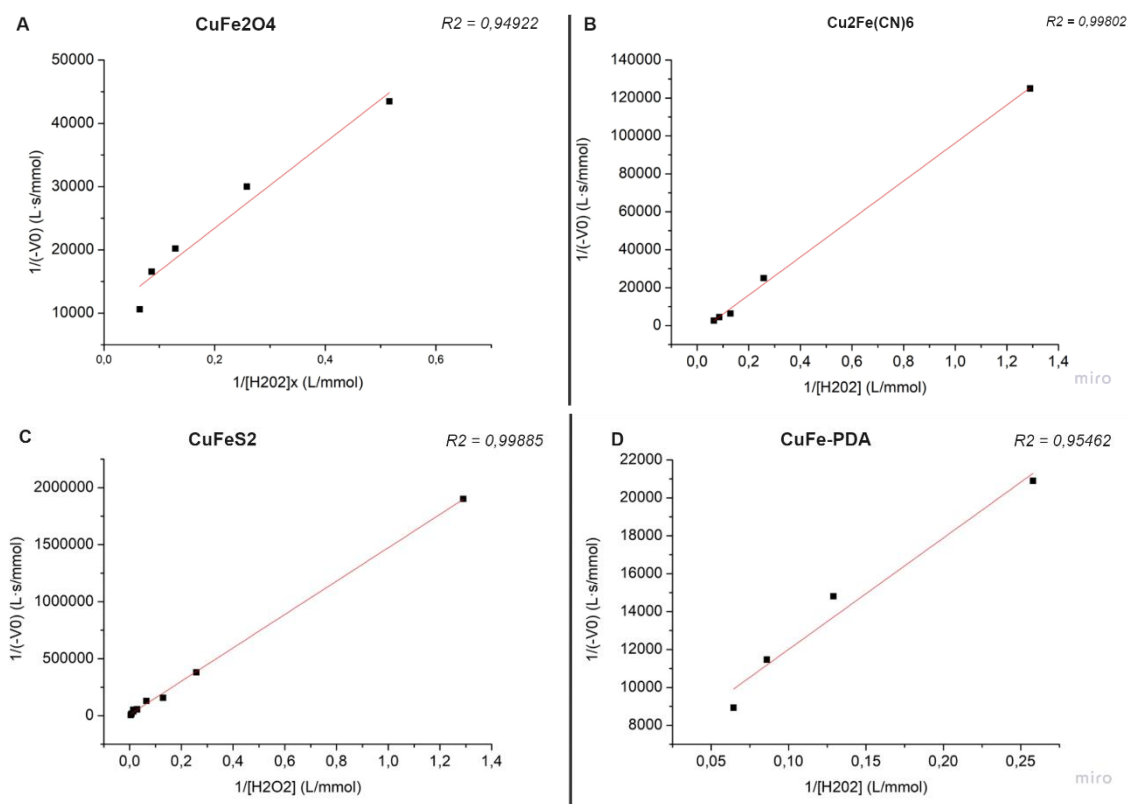 A
CuFe2O4
R2 = 0,94922
50000
40000
30000
20000
10000
1/(-V0) (L·s/mmol)
0,0 0,2 0,4 0,6
1/[H202]x (L/mmol)
B
Cu2Fe(CN)6
R2 = 0,99802
140000
120000
100000
80000
60000
40000
20000
0
1/(-V0) (L·s/mmol)
0,0 0,2 0,4 0,6 0,8 1,0 1,2 1,4
1/[H202] (L/mmol)
miro
C
CuFeS2
R2 = 0,99885
2000000
1500000
1000000
500000
0
1/(-V0) (L·s/mmol)
0,0 0,2 0,4 0,6 0,8 1,0 1,2 1,4
1/[H2O2] (L/mmol)
D
CuFe-PDA
R2 = 0,95462
22000
20000
18000
16000
14000
12000
10000
8000
1/(-V0) (L·s/mmol)
0,05 0,10 0,15 0,20 0,25
1/[H202] (L/mmol)
miro